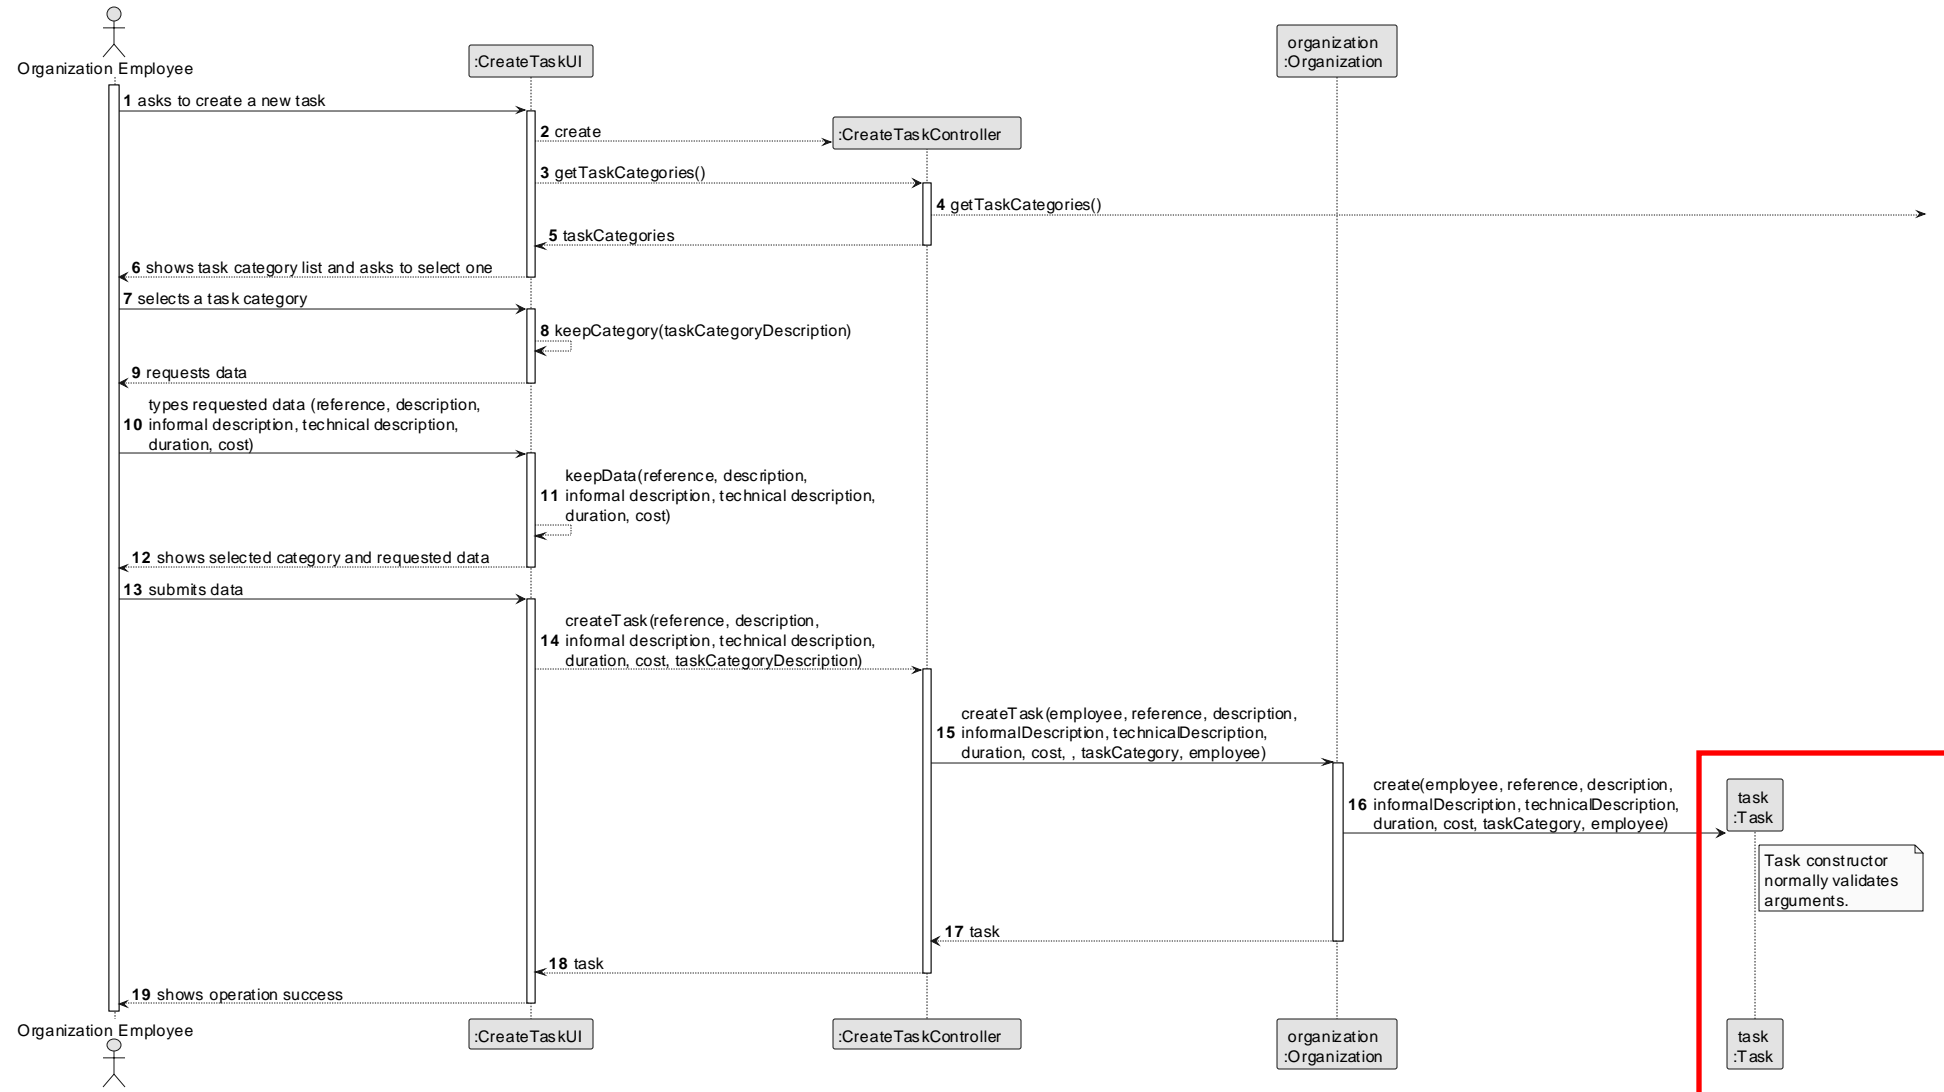 Organization Employee
:CreateTaskUI
organization
:Organization
1 asks to create a new task
2 create
:CreateTaskController
3 getTaskCategories()
4 getTaskCategories()
5 taskCategories
6 shows task category list and asks to select one
7 selects a task category
8 keepCategory(taskCategoryDescription)
9 requests data
types requested data (reference, description,
10 informal description, technical description,
duration, cost)
keepData(reference, description,
11 informal description, technical description,
duration, cost)
12 shows selected category and requested data
13 submits data
createTask(reference, description,
14 informal description, technical description,
duration, cost, taskCategoryDescription)
createTask(employee, reference, description,
15 informalDescription, technicalDescription,
duration, cost, , taskCategory, employee)
create(employee, reference, description,
16 informalDescription, technicalDescription,
duration, cost, taskCategory, employee)
task
:Task
Task constructor
normally validates
arguments.
17 task
18 task
19 shows operation success
Organization Employee
:CreateTaskUI
:CreateTaskController
organization
:Organization
task
:Task